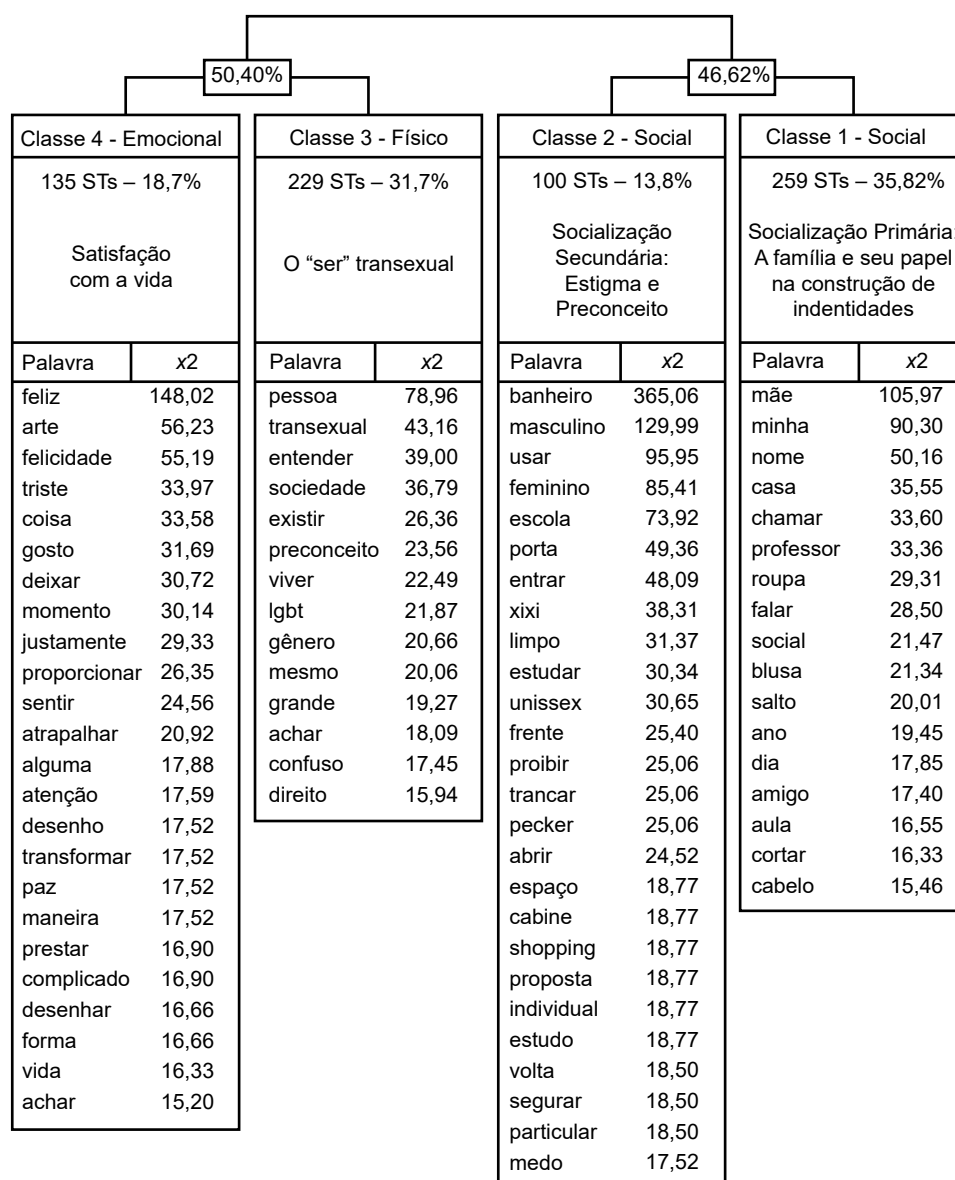 50,40%
46,62%
Classe 4 - Emocional
135 STs – 18,7%
Satisfação
com a vida
Palavra x2
feliz 148,02
arte 56,23
felicidade 55,19
triste 33,97
coisa 33,58
gosto 31,69
deixar 30,72
momento 30,14
justamente 29,33
proporcionar 26,35
sentir 24,56
atrapalhar 20,92
alguma 17,88
atenção 17,59
desenho 17,52
transformar 17,52
paz 17,52
maneira 17,52
prestar 16,90
complicado 16,90
desenhar 16,66
forma 16,66
vida 16,33
achar 15,20
Classe 3 - Físico
229 STs – 31,7%
O “ser” transexual
Palavra x2
pessoa 78,96
transexual 43,16
entender 39,00
sociedade 36,79
existir 26,36
preconceito 23,56
viver 22,49
lgbt 21,87
gênero 20,66
mesmo 20,06
grande 19,27
achar 18,09
confuso 17,45
direito 15,94
Classe 2 - Social
100 STs – 13,8%
Socialização
Secundária:
Estigma e
Preconceito
Palavra x2
banheiro 365,06
masculino 129,99
usar 95,95
feminino 85,41
escola 73,92
porta 49,36
entrar 48,09
xixi 38,31
limpo 31,37
estudar 30,34
unissex 30,65
frente 25,40
proibir 25,06
trancar 25,06
pecker 25,06
abrir 24,52
espaço 18,77
cabine 18,77
shopping 18,77
proposta 18,77
individual 18,77
estudo 18,77
volta 18,50
segurar 18,50
particular 18,50
medo 17,52
Classe 1 - Social
259 STs – 35,82%
Socialização Primária:
A família e seu papel
na construção de
indentidades
Palavra x2
mãe 105,97
minha 90,30
nome 50,16
casa 35,55
chamar 33,60
professor 33,36
roupa 29,31
falar 28,50
social 21,47
blusa 21,34
salto 20,01
ano 19,45
dia 17,85
amigo 17,40
aula 16,55
cortar 16,33
cabelo 15,46